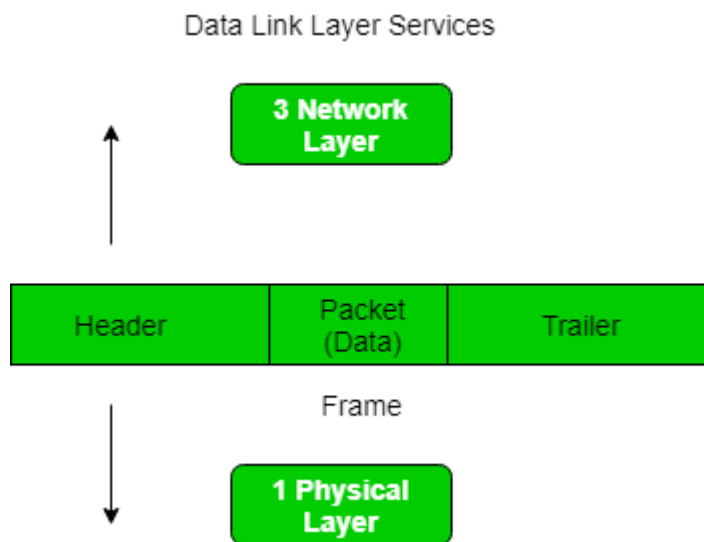 Data Link Layer Services
3 Network
Layer
Header
Packet
(Data)
Trailer
Frame
1 Physical
Layer